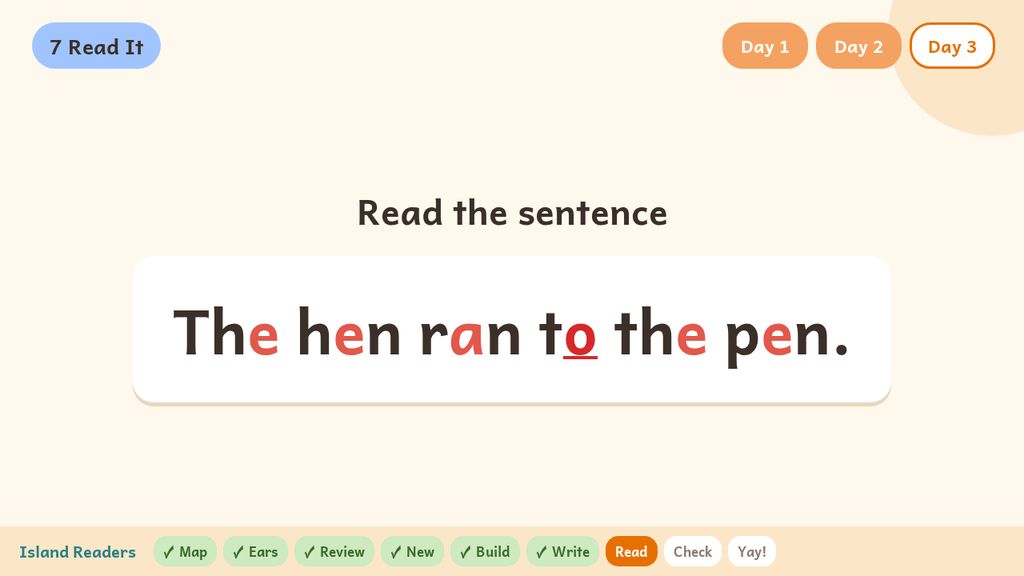 7 Read It
Day 1 Day 2 Day 3
Read the sentence
The hen ran to the pen.
Island Readers ✓ Map ✓ Ears ✓ Review ✓ New ✓ Build ✓ Write Read Check Yay!